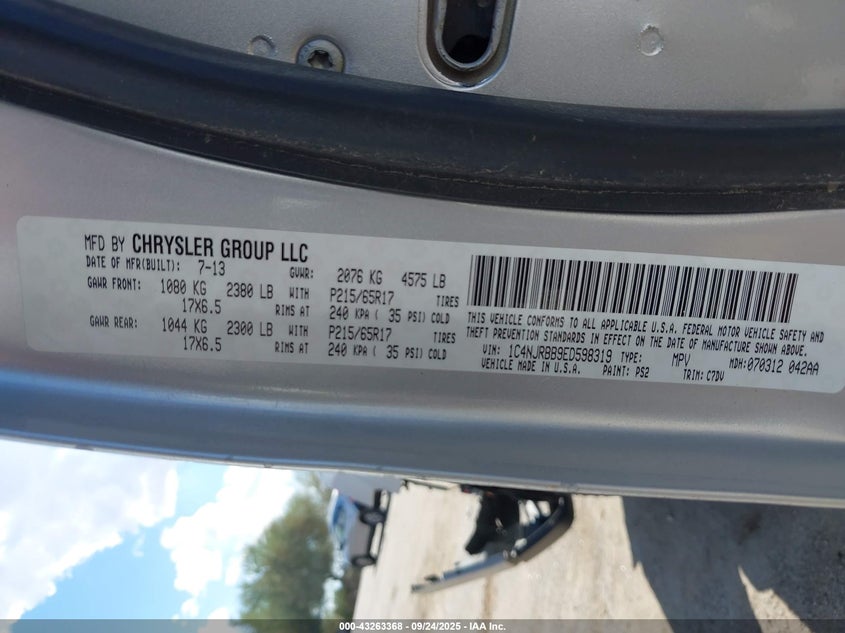 MFD BY CHRYSLER GROUP LLC
DATE OF MFR(BUILT): 7-13 GVWR: 2076 KG 4575 LB
GAWR FRONT: 1080 KG 2380 LB WITH P215/65R17 TIRES
17X6.5 RIMS AT 240 KPA ( 35 PSI) COLD
GAWR REAR: 1044 KG 2300 LB WITH P215/65R17 TIRES
17X6.5 RIMS AT 240 KPA ( 35 PSI) COLD
THIS VEHICLE CONFORMS TO ALL APPLICABLE U.S.A. FEDERAL MOTOR VEHICLE SAFETY AND
THEFT PREVENTION STANDARDS IN EFFECT ON THE DATE OF MANUFACTURE SHOWN ABOVE.
VIN: 1C4NJRBB9ED598319 TYPE: MPV MDH:070312 042AA
VEHICLE MADE IN U.S.A. PAINT: PS2 TRIM: C7DV
000-43263368 - 09/24/2025 - IAA Inc.